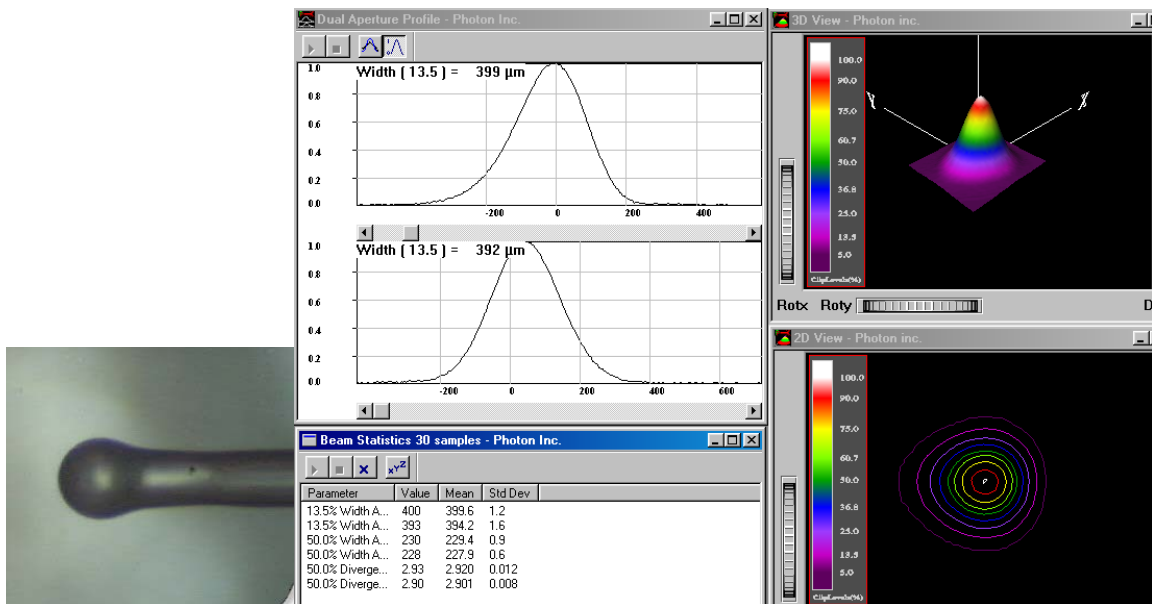 Dual Aperture Profile - Photon Inc.
Width ( 13.5 ) = 399 µm
1.0
0.8
0.6
0.4
0.2
0.0
-200 0 200 400
Width ( 13.5 ) = 392 µm
1.0
0.8
0.6
0.4
0.2
0.0
-200 0 200 400 600
Beam Statistics 30 samples - Photon Inc.
x Y Z
Parameter Value Mean Std Dev
13.5% Width A... 400 399.6 1.2
13.5% Width A... 393 394.2 1.6
50.0% Width A... 230 229.4 0.9
50.0% Width A... 228 227.9 0.6
50.0% Diverge... 2.93 2.920 0.012
50.0% Diverge... 2.90 2.901 0.008
3D View - Photon inc.
100.0
90.0
75.0
60.7
50.0
36.8
25.0
13.5
5.0
ClipLevels(%)
Y X
Rotx Roty D
2D View - Photon inc.
100.0
90.0
75.0
60.7
50.0
36.8
25.0
13.5
5.0
ClipLevels(%)